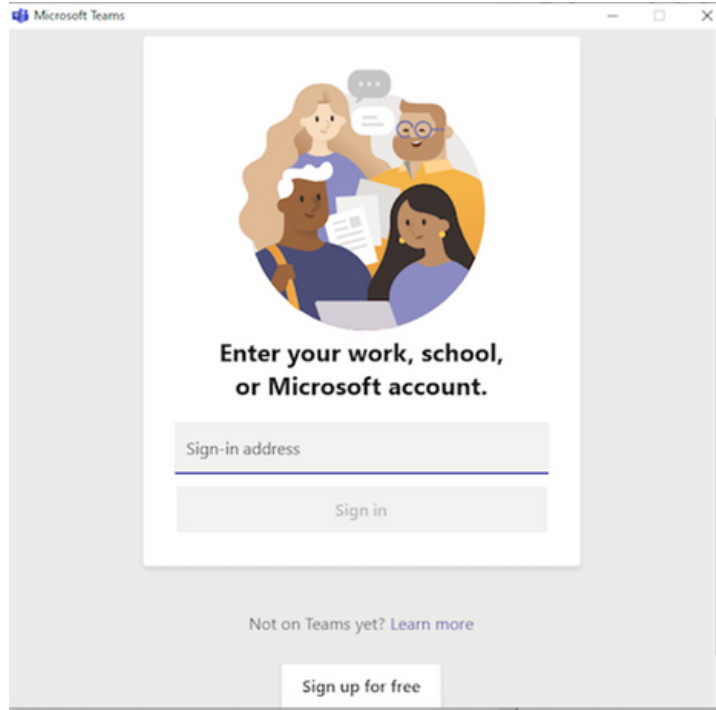 Microsoft Teams
Enter your work, school,
or Microsoft account.
Sign-in address
Sign in
Not on Teams yet? Learn more
Sign up for free